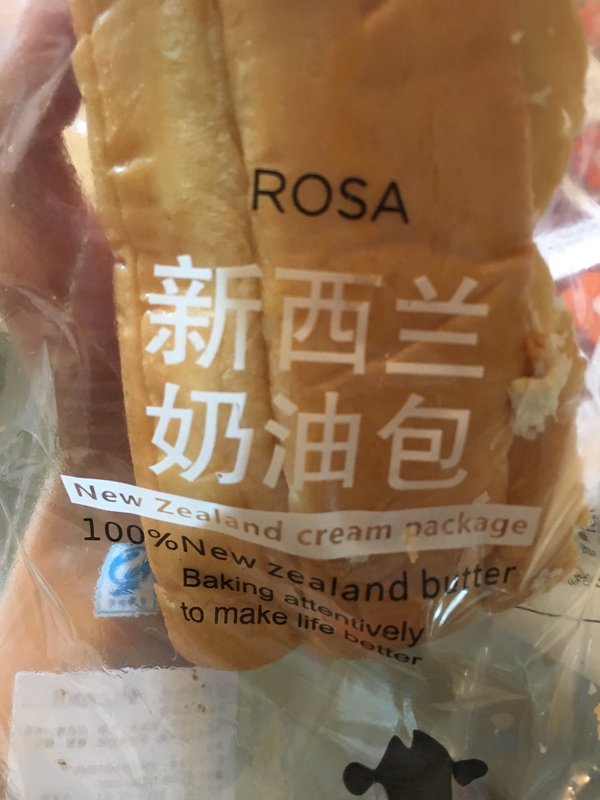 ROSA
新西兰
奶油包
New Zealand cream package
100%New zealand butter
Baking attentively
to make life better